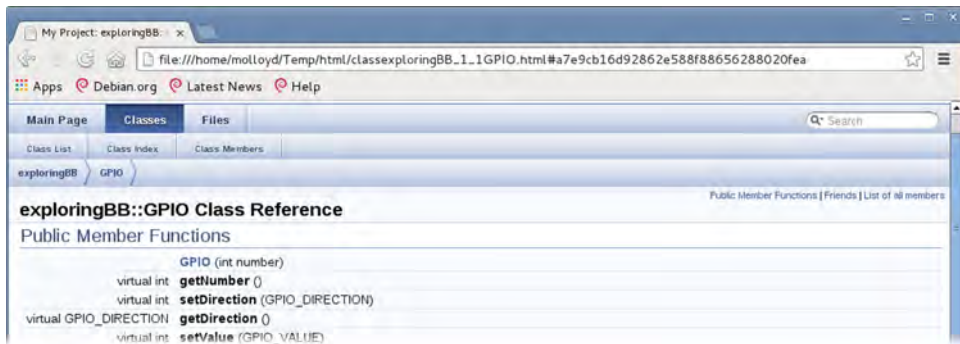 My Project: exploringBB:
file:///home/molloyd/Temp/html/classexploringBB_1_1GPIO.html#a7e9cb16d92862e588f88656288020fea
Apps Debian.org Latest News Help
Main Page Classes Files Search
Class List Class Index Class Members
exploringBB GPIO
Public Member Functions | Friends | List of all members
exploringBB::GPIO Class Reference
Public Member Functions
GPIO (int number)
virtual int getNumber ()
virtual int setDirection (GPIO_DIRECTION)
virtual GPIO_DIRECTION getDirection ()
virtual int setValue (GPIO_VALUE)